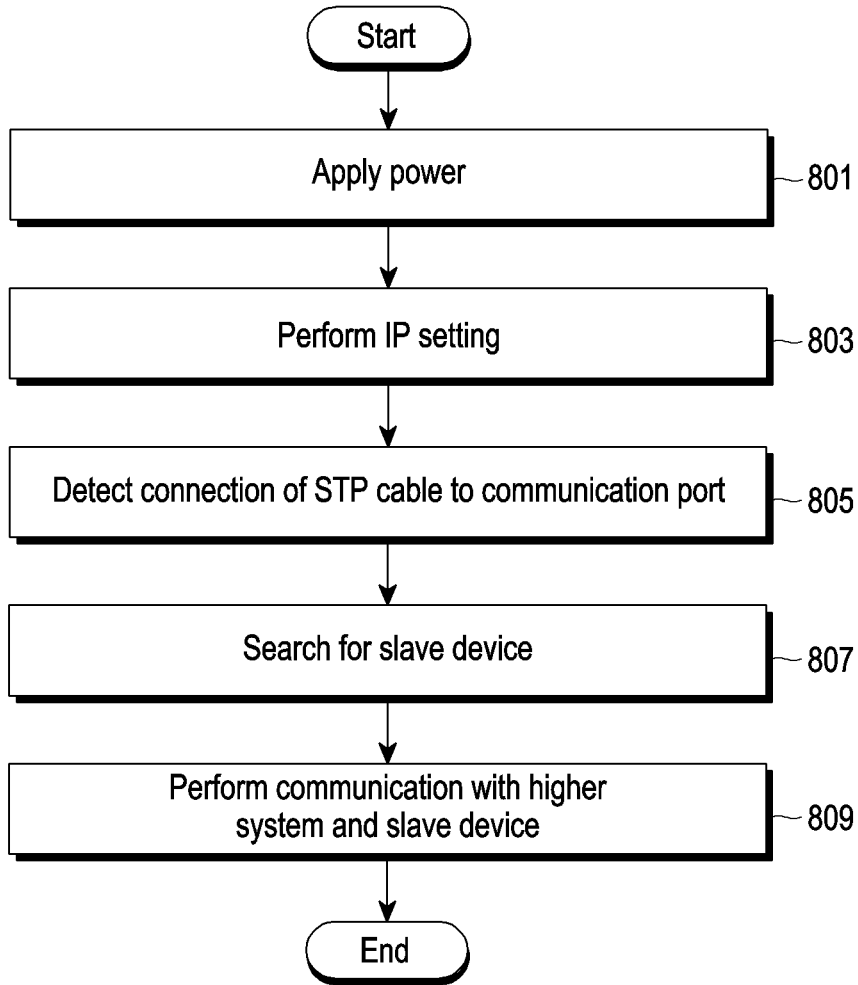 Start
Apply power
801
Perform IP setting
803
Detect connection of STP cable to communication port
805
Search for slave device
807
Perform communication with higher
system and slave device
809
End